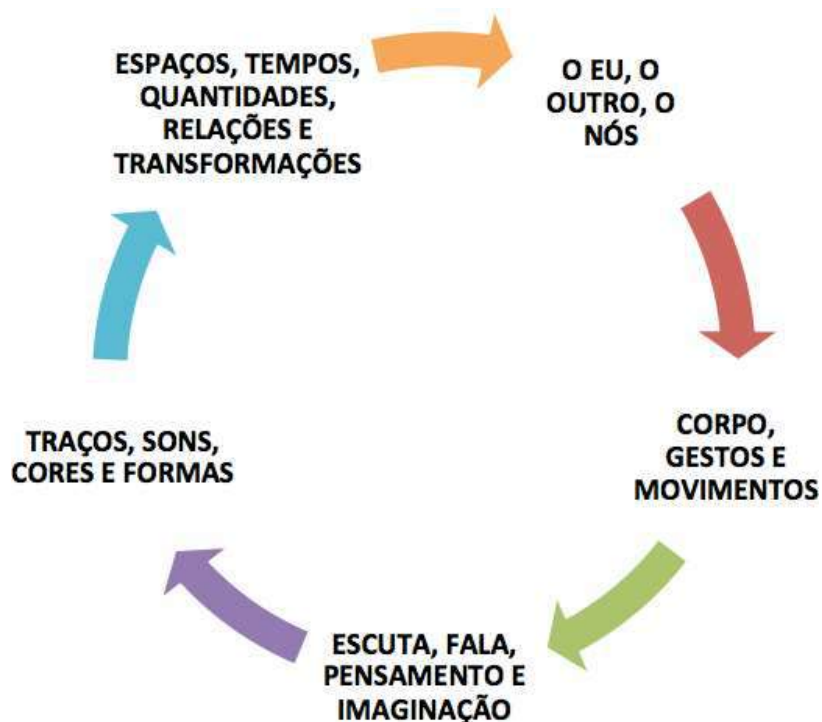 ESPAÇOS, TEMPOS,
QUANTIDADES,
RELAÇÕES E
TRANSFORMAÇÕES
O EU, O
OUTRO, O
NÓS
CORPO,
GESTOS E
MOVIMENTOS
ESCUTA, FALA,
PENSAMENTO E
IMAGINAÇÃO
TRAÇOS, SONS,
CORES E FORMAS